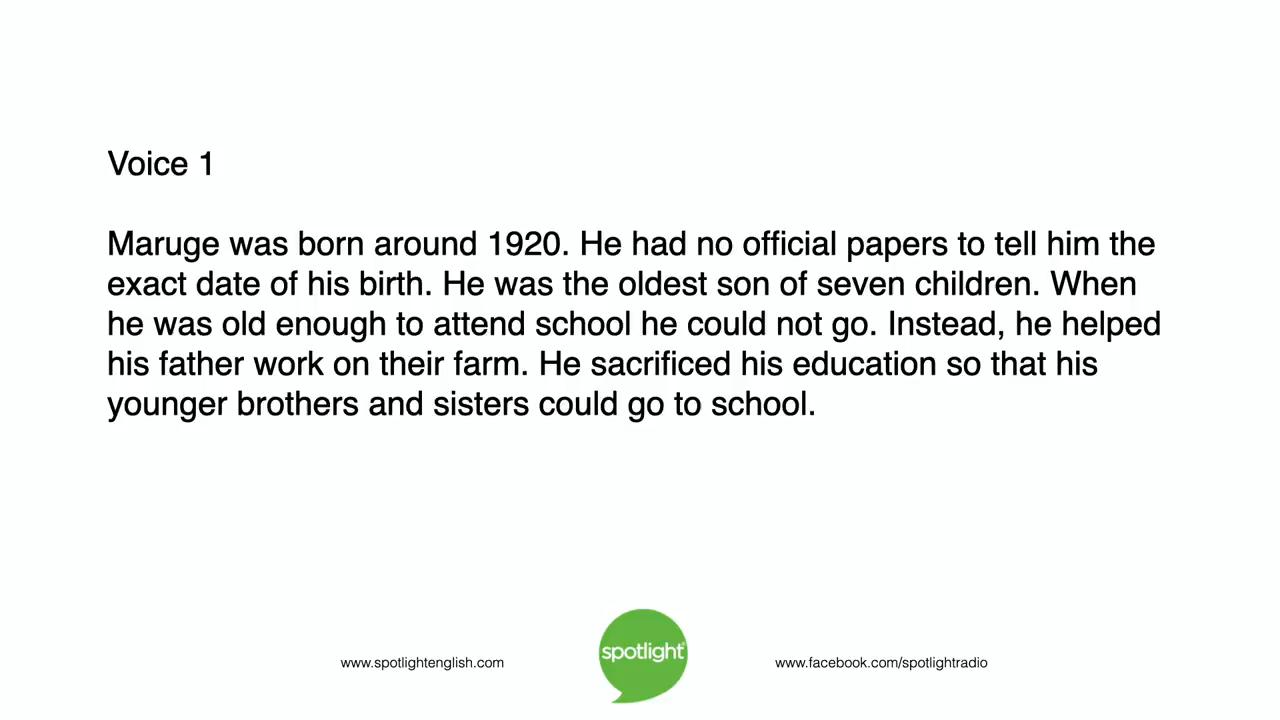 Voice 1
Maruge was born around 1920. He had no official papers to tell him the
exact date of his birth. He was the oldest son of seven children. When
he was old enough to attend school he could not go. Instead, he helped
his father work on their farm. He sacrificed his education so that his
younger brothers and sisters could go to school.
spotlight
www.spotlightenglish.com
www.facebook.com/spotlightradio